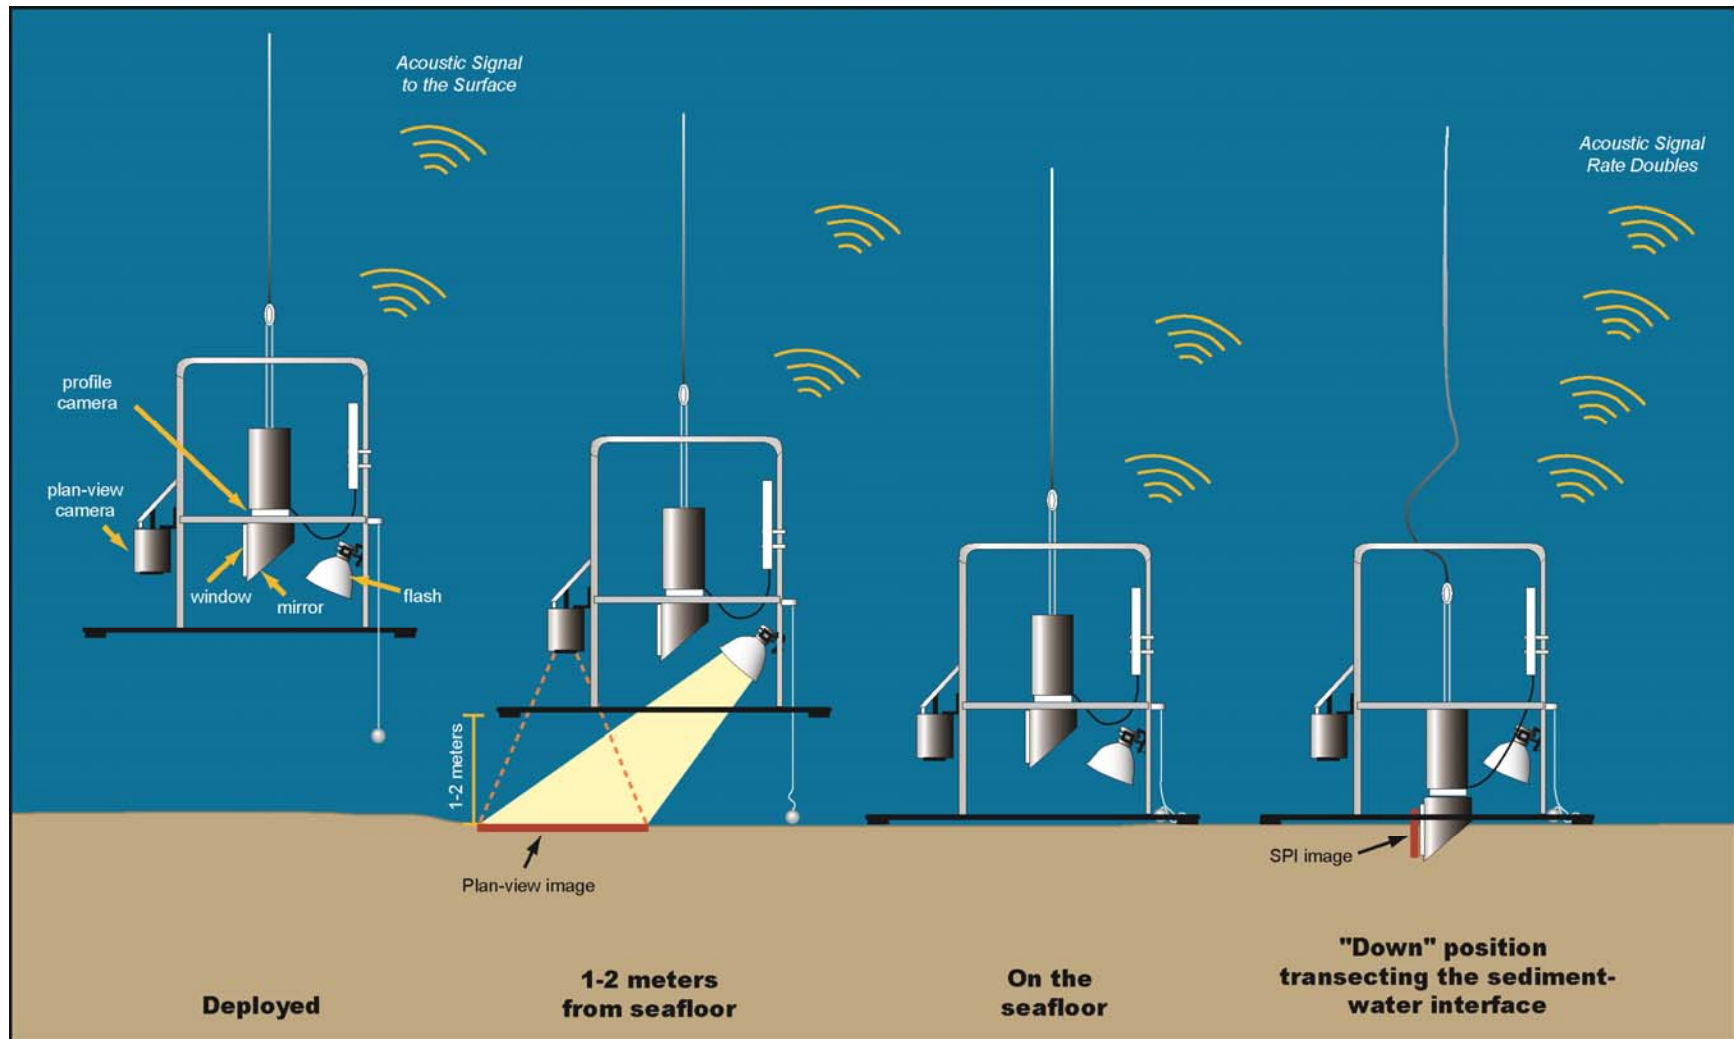 Acoustic Signal
to the Surface
Acoustic Signal
Rate Doubles
profile
camera
plan-view
camera
window
mirror
flash
1-2 meters
Plan-view image
SPI image
Deployed
1-2 meters
from seafloor
On the
seafloor
"Down" position
transecting the sediment-
water interface